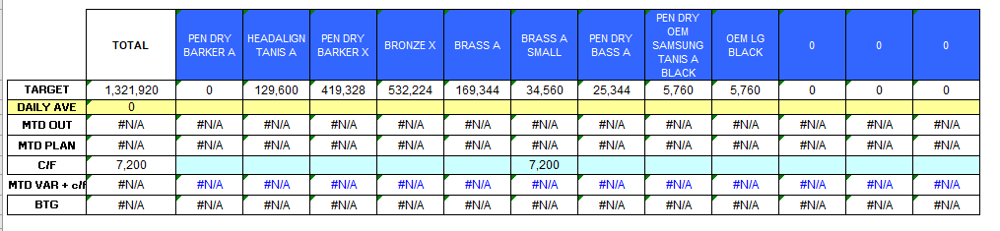 TOTAL PEN DRY BARKER A HEADALIGN TANIS A PEN DRY BARKER X BRONZE X BRASS A BRASS A SMALL PEN DRY BASS A PEN DRY OEM SAMSUNG TANIS A BLACK OEM LG BLACK 0 0 0
TARGET 1,321,920 0 129,600 419,328 532,224 169,344 34,560 25,344 5,760 5,760 0 0 0
DAILY AVE 0
MTD OUT #N/A #N/A #N/A #N/A #N/A #N/A #N/A #N/A #N/A #N/A #N/A #N/A #N/A
MTD PLAN #N/A #N/A #N/A #N/A #N/A #N/A #N/A #N/A #N/A #N/A #N/A #N/A #N/A
C/F 7,200 7,200
MTD VAR + c/f #N/A #N/A #N/A #N/A #N/A #N/A #N/A #N/A #N/A #N/A #N/A #N/A #N/A
BTG #N/A #N/A #N/A #N/A #N/A #N/A #N/A #N/A #N/A #N/A #N/A #N/A #N/A